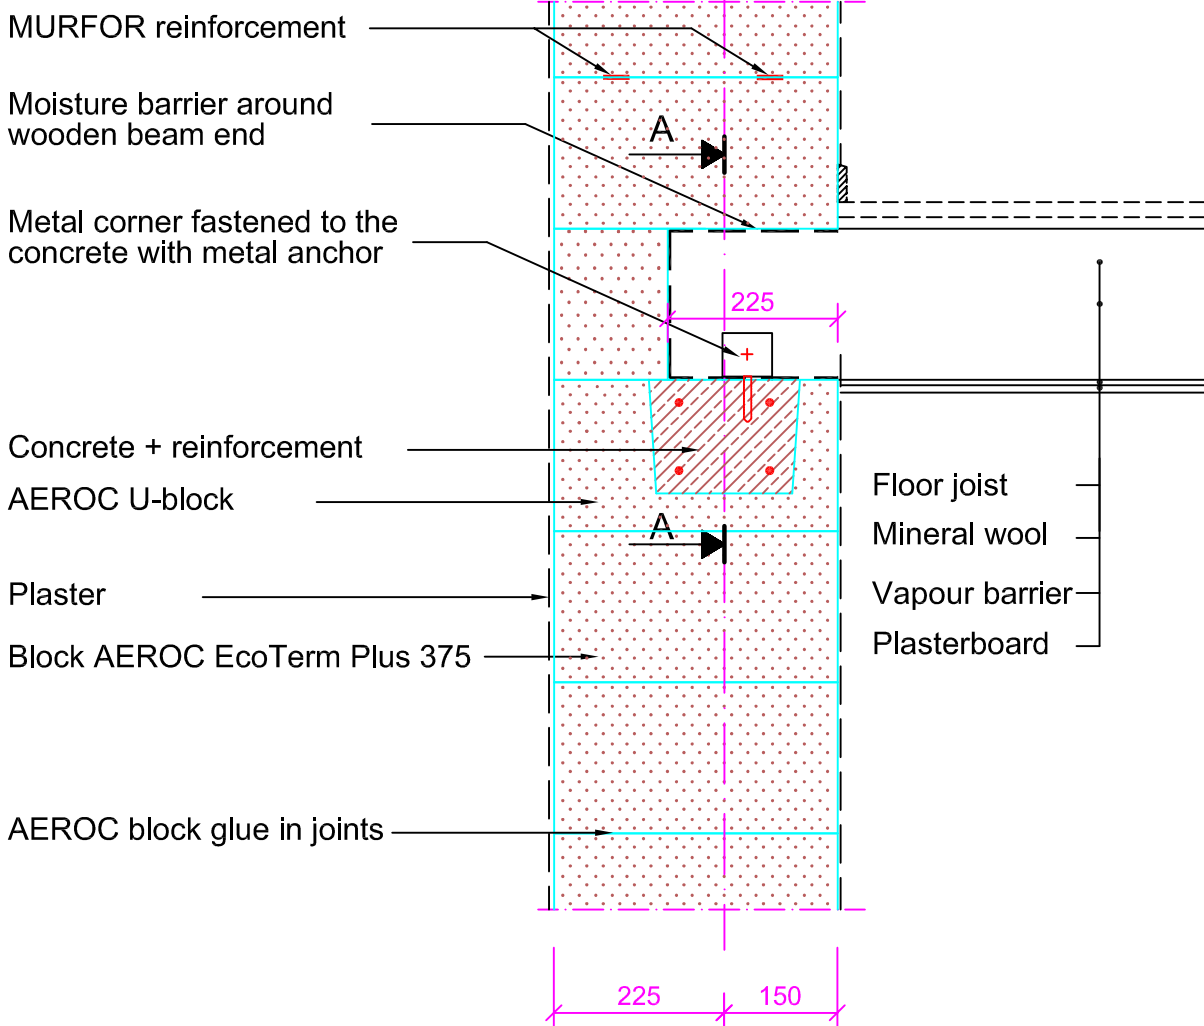 MURFOR reinforcement
Moisture barrier around
wooden beam end
A
Metal corner fastened to the
concrete with metal anchor
225
Concrete + reinforcement
AEROC U-block
A
Plaster
Block AEROC EcoTerm Plus 375
AEROC block glue in joints
Floor joist
Mineral wool
Vapour barrier
Plasterboard
225
150